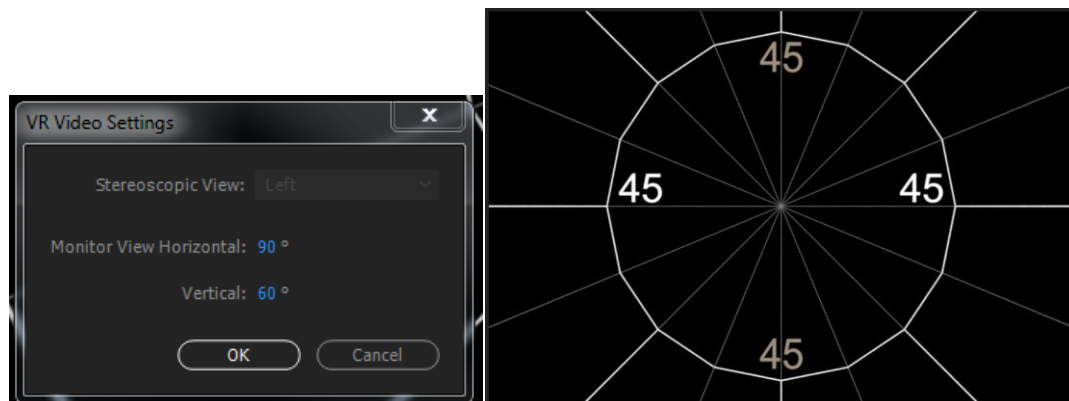 VR Video Settings
X
Stereoscopic View: Left
Monitor View Horizontal: 90 °
Vertical: 60 °
OK Cancel
45
45 45
45